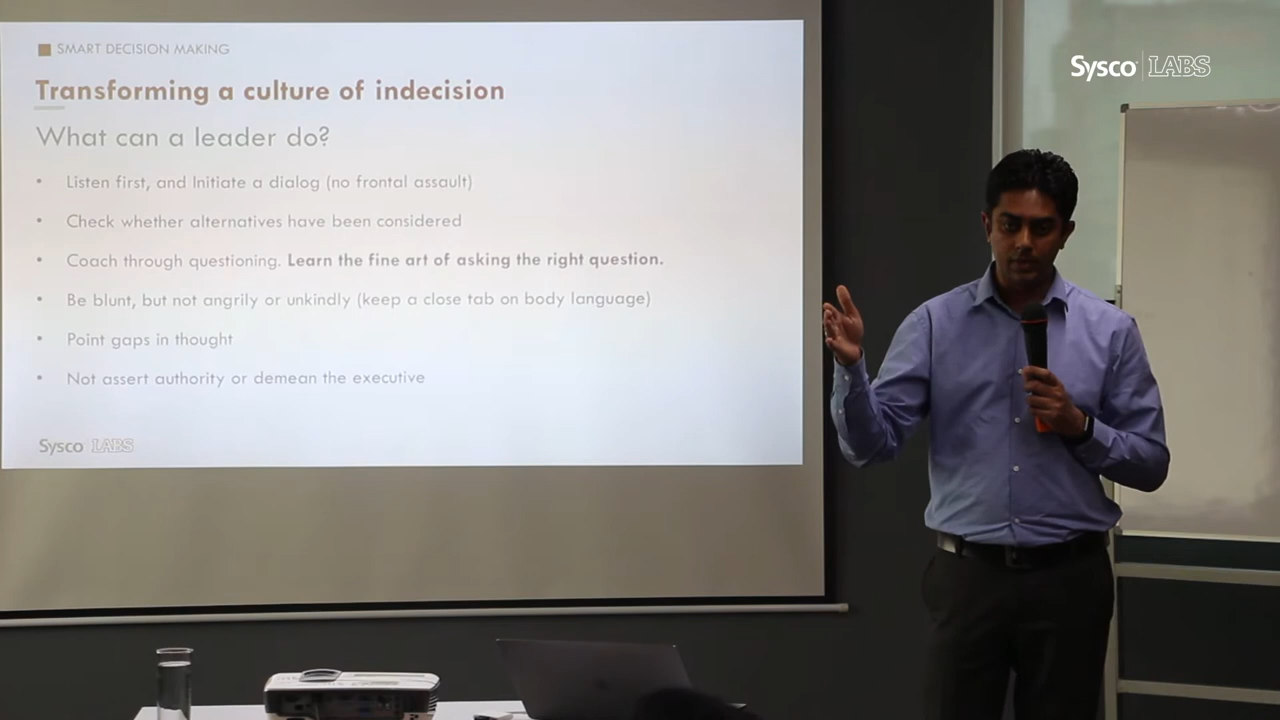 SMART DECISION MAKING
Transforming a culture of indecision
What can a leader do?
• Listen first, and Initiate a dialog (no frontal assault)
• Check whether alternatives have been considered
• Coach through questioning. Learn the fine art of asking the right question.
• Be blunt, but not angrily or unkindly (keep a close tab on body language)
• Point gaps in thought
• Not assert authority or demean the executive
Sysco LABS
Sysco LABS